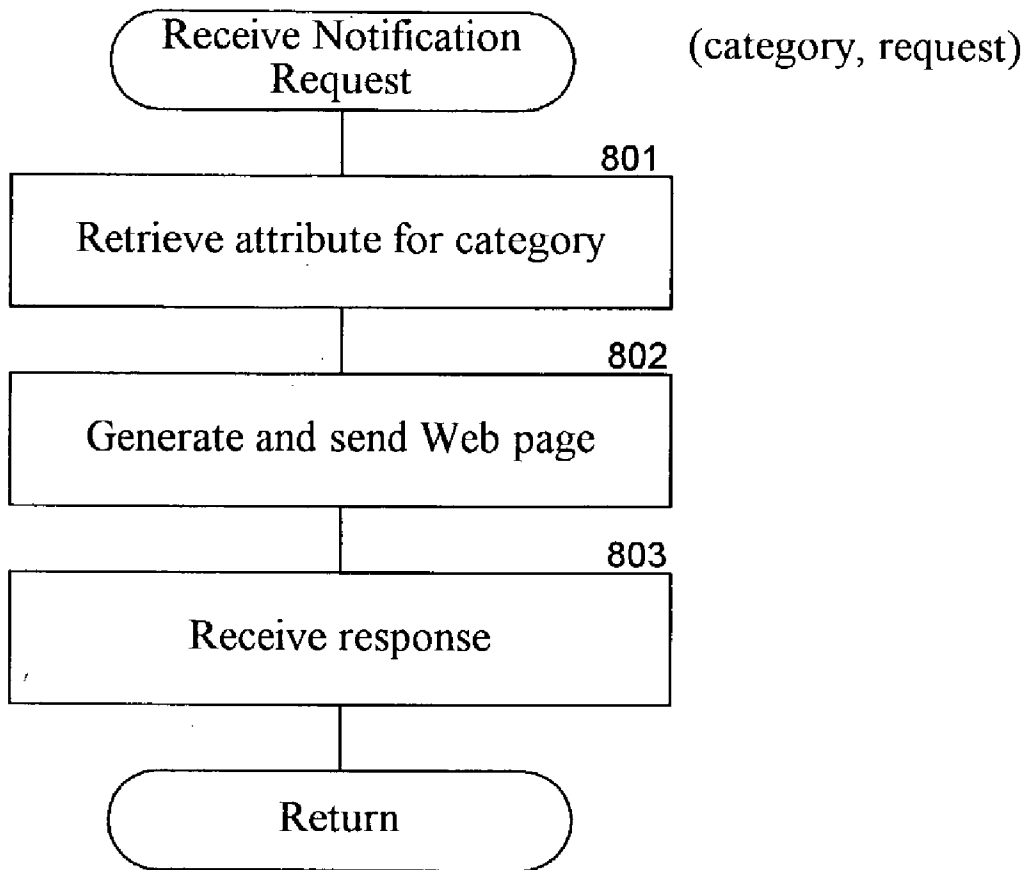 Receive Notification
Request
(category, request)
801
Retrieve attribute for category
802
Generate and send Web page
803
Receive response
Return